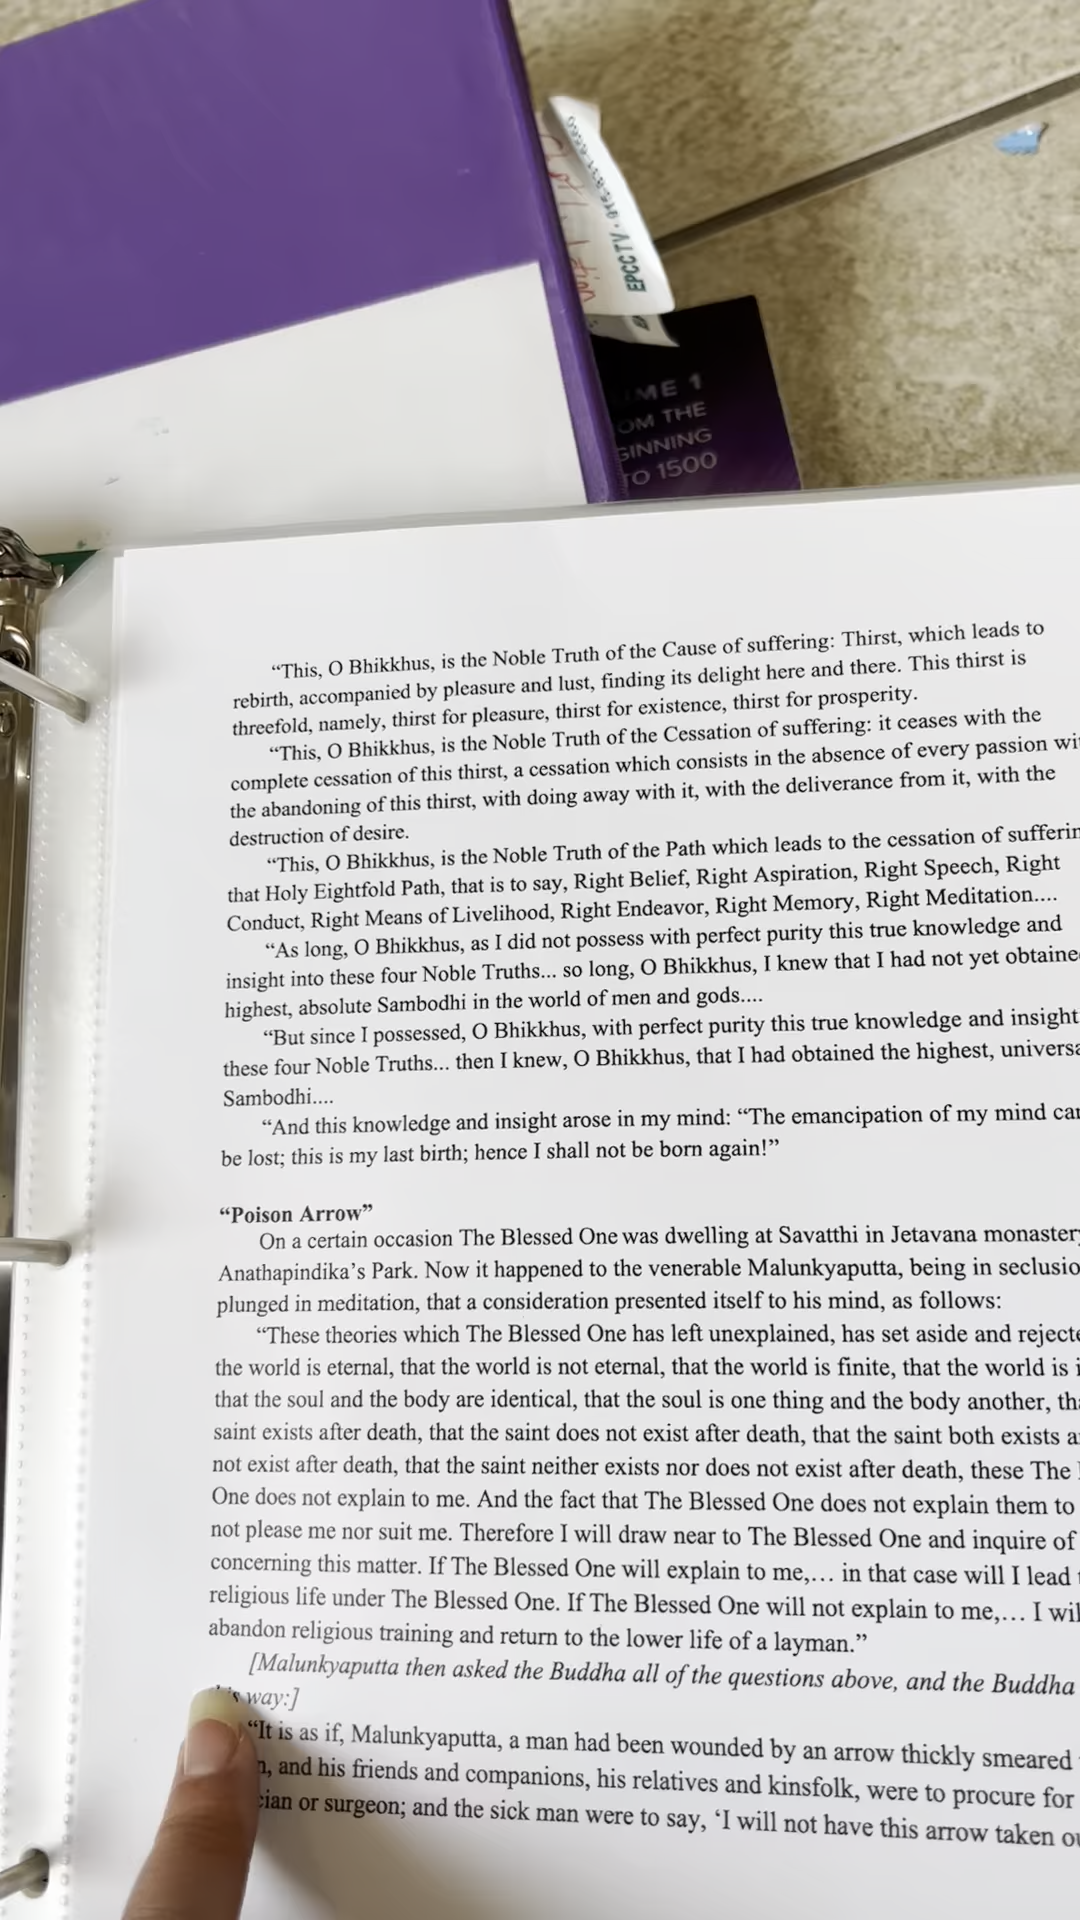 EPCC TV
ME 1
OM THE
GINNING
TO 1500
“This, O Bhikkhus, is the Noble Truth of the Cause of suffering: Thirst, which leads to
rebirth, accompanied by pleasure and lust, finding its delight here and there. This thirst is
threefold, namely, thirst for pleasure, thirst for existence, thirst for prosperity.
“This, O Bhikkhus, is the Noble Truth of the Cessation of suffering: it ceases with the
complete cessation of this thirst, a cessation which consists in the absence of every passion wi
the abandoning of this thirst, with doing away with it, with the deliverance from it, with the
destruction of desire.
“This, O Bhikkhus, is the Noble Truth of the Path which leads to the cessation of sufferin
that Holy Eightfold Path, that is to say, Right Belief, Right Aspiration, Right Speech, Right
Conduct, Right Means of Livelihood, Right Endeavor, Right Memory, Right Meditation....
“As long, O Bhikkhus, as I did not possess with perfect purity this true knowledge and
insight into these four Noble Truths... so long, O Bhikkhus, I knew that I had not yet obtaine
highest, absolute Sambodhi in the world of men and gods....
“But since I possessed, O Bhikkhus, with perfect purity this true knowledge and insight
these four Noble Truths... then I knew, O Bhikkhus, that I had obtained the highest, universa
Sambodhi....
“And this knowledge and insight arose in my mind: “The emancipation of my mind can
be lost; this is my last birth; hence I shall not be born again!”
“Poison Arrow”
On a certain occasion The Blessed One was dwelling at Savatthi in Jetavana monaster
Anathapindika’s Park. Now it happened to the venerable Malunkyaputta, being in seclusio
plunged in meditation, that a consideration presented itself to his mind, as follows:
“These theories which The Blessed One has left unexplained, has set aside and rejecte
the world is eternal, that the world is not eternal, that the world is finite, that the world is i
that the soul and the body are identical, that the soul is one thing and the body another, tha
saint exists after death, that the saint does not exist after death, that the saint both exists a
not exist after death, that the saint neither exists nor does not exist after death, these The
One does not explain to me. And the fact that The Blessed One does not explain them to
not please me nor suit me. Therefore I will draw near to The Blessed One and inquire of
concerning this matter. If The Blessed One will explain to me,… in that case will I lead
religious life under The Blessed One. If The Blessed One will not explain to me,… I wil
abandon religious training and return to the lower life of a layman.”
[Malunkyaputta then asked the Buddha all of the questions above, and the Buddha
way:]
“It is as if, Malunkyaputta, a man had been wounded by an arrow thickly smeared
n, and his friends and companions, his relatives and kinsfolk, were to procure for
cian or surgeon; and the sick man were to say, ‘I will not have this arrow taken ou